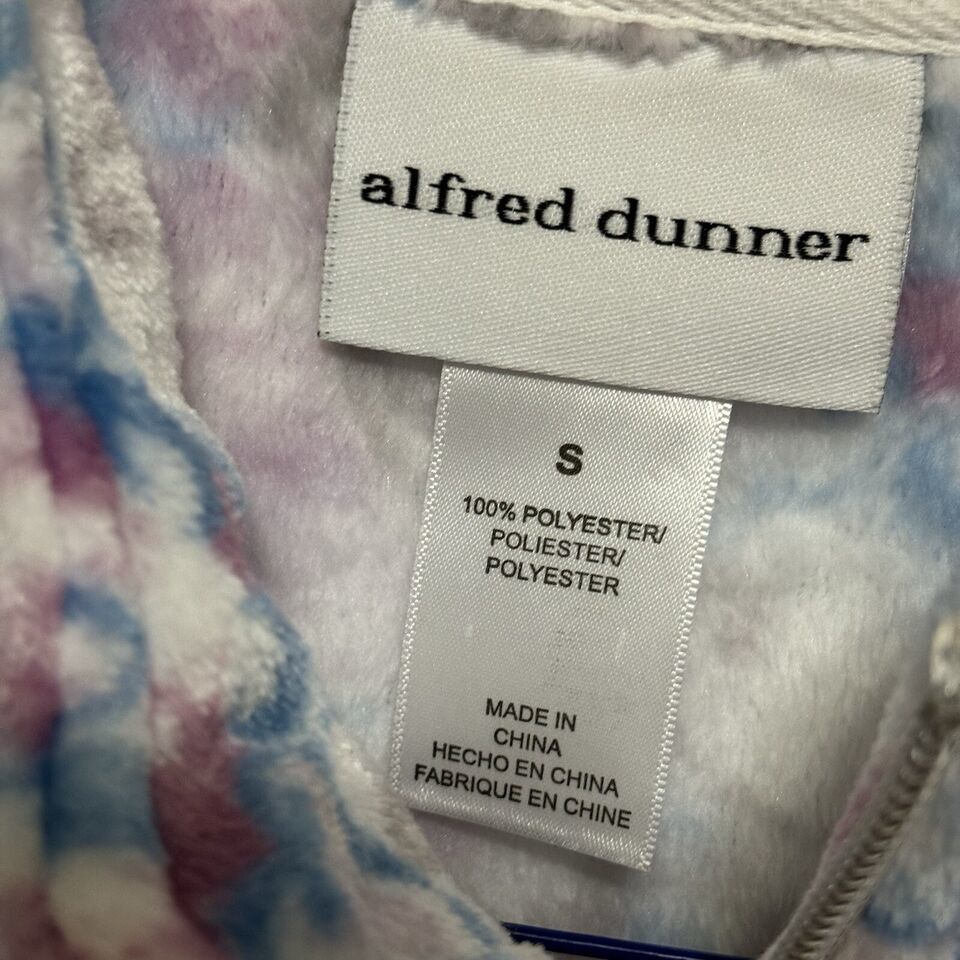 alfred dunner
S
100% POLYESTER/
POLIESTER/
POLYESTER
MADE IN
CHINA
HECHO EN CHINA
FABRIQUE EN CHINE